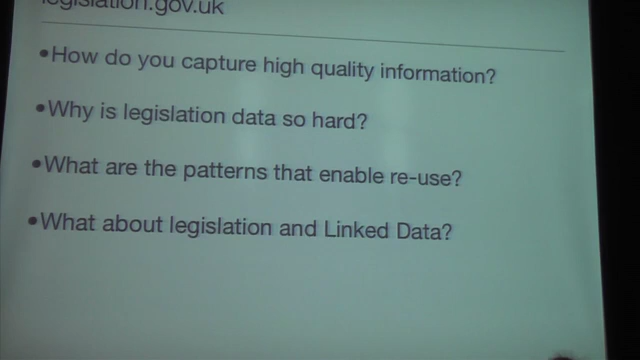 legislation.gov.uk
•How do you capture high quality information?
•Why is legislation data so hard?
•What are the patterns that enable re-use?
•What about legislation and Linked Data?